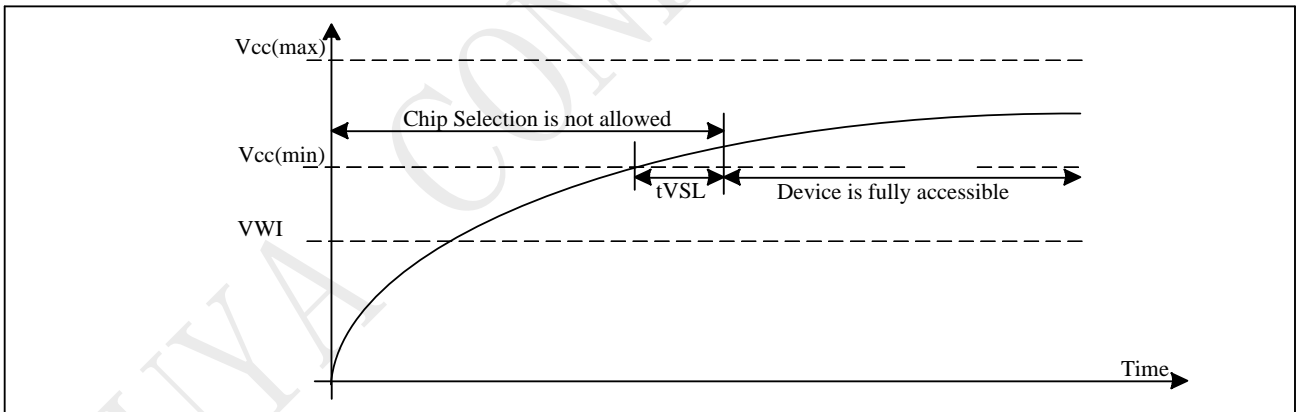 Vcc(max)
Chip Selection is not allowed
Vcc(min)
tVSL
Device is fully accessible
VWI
Time